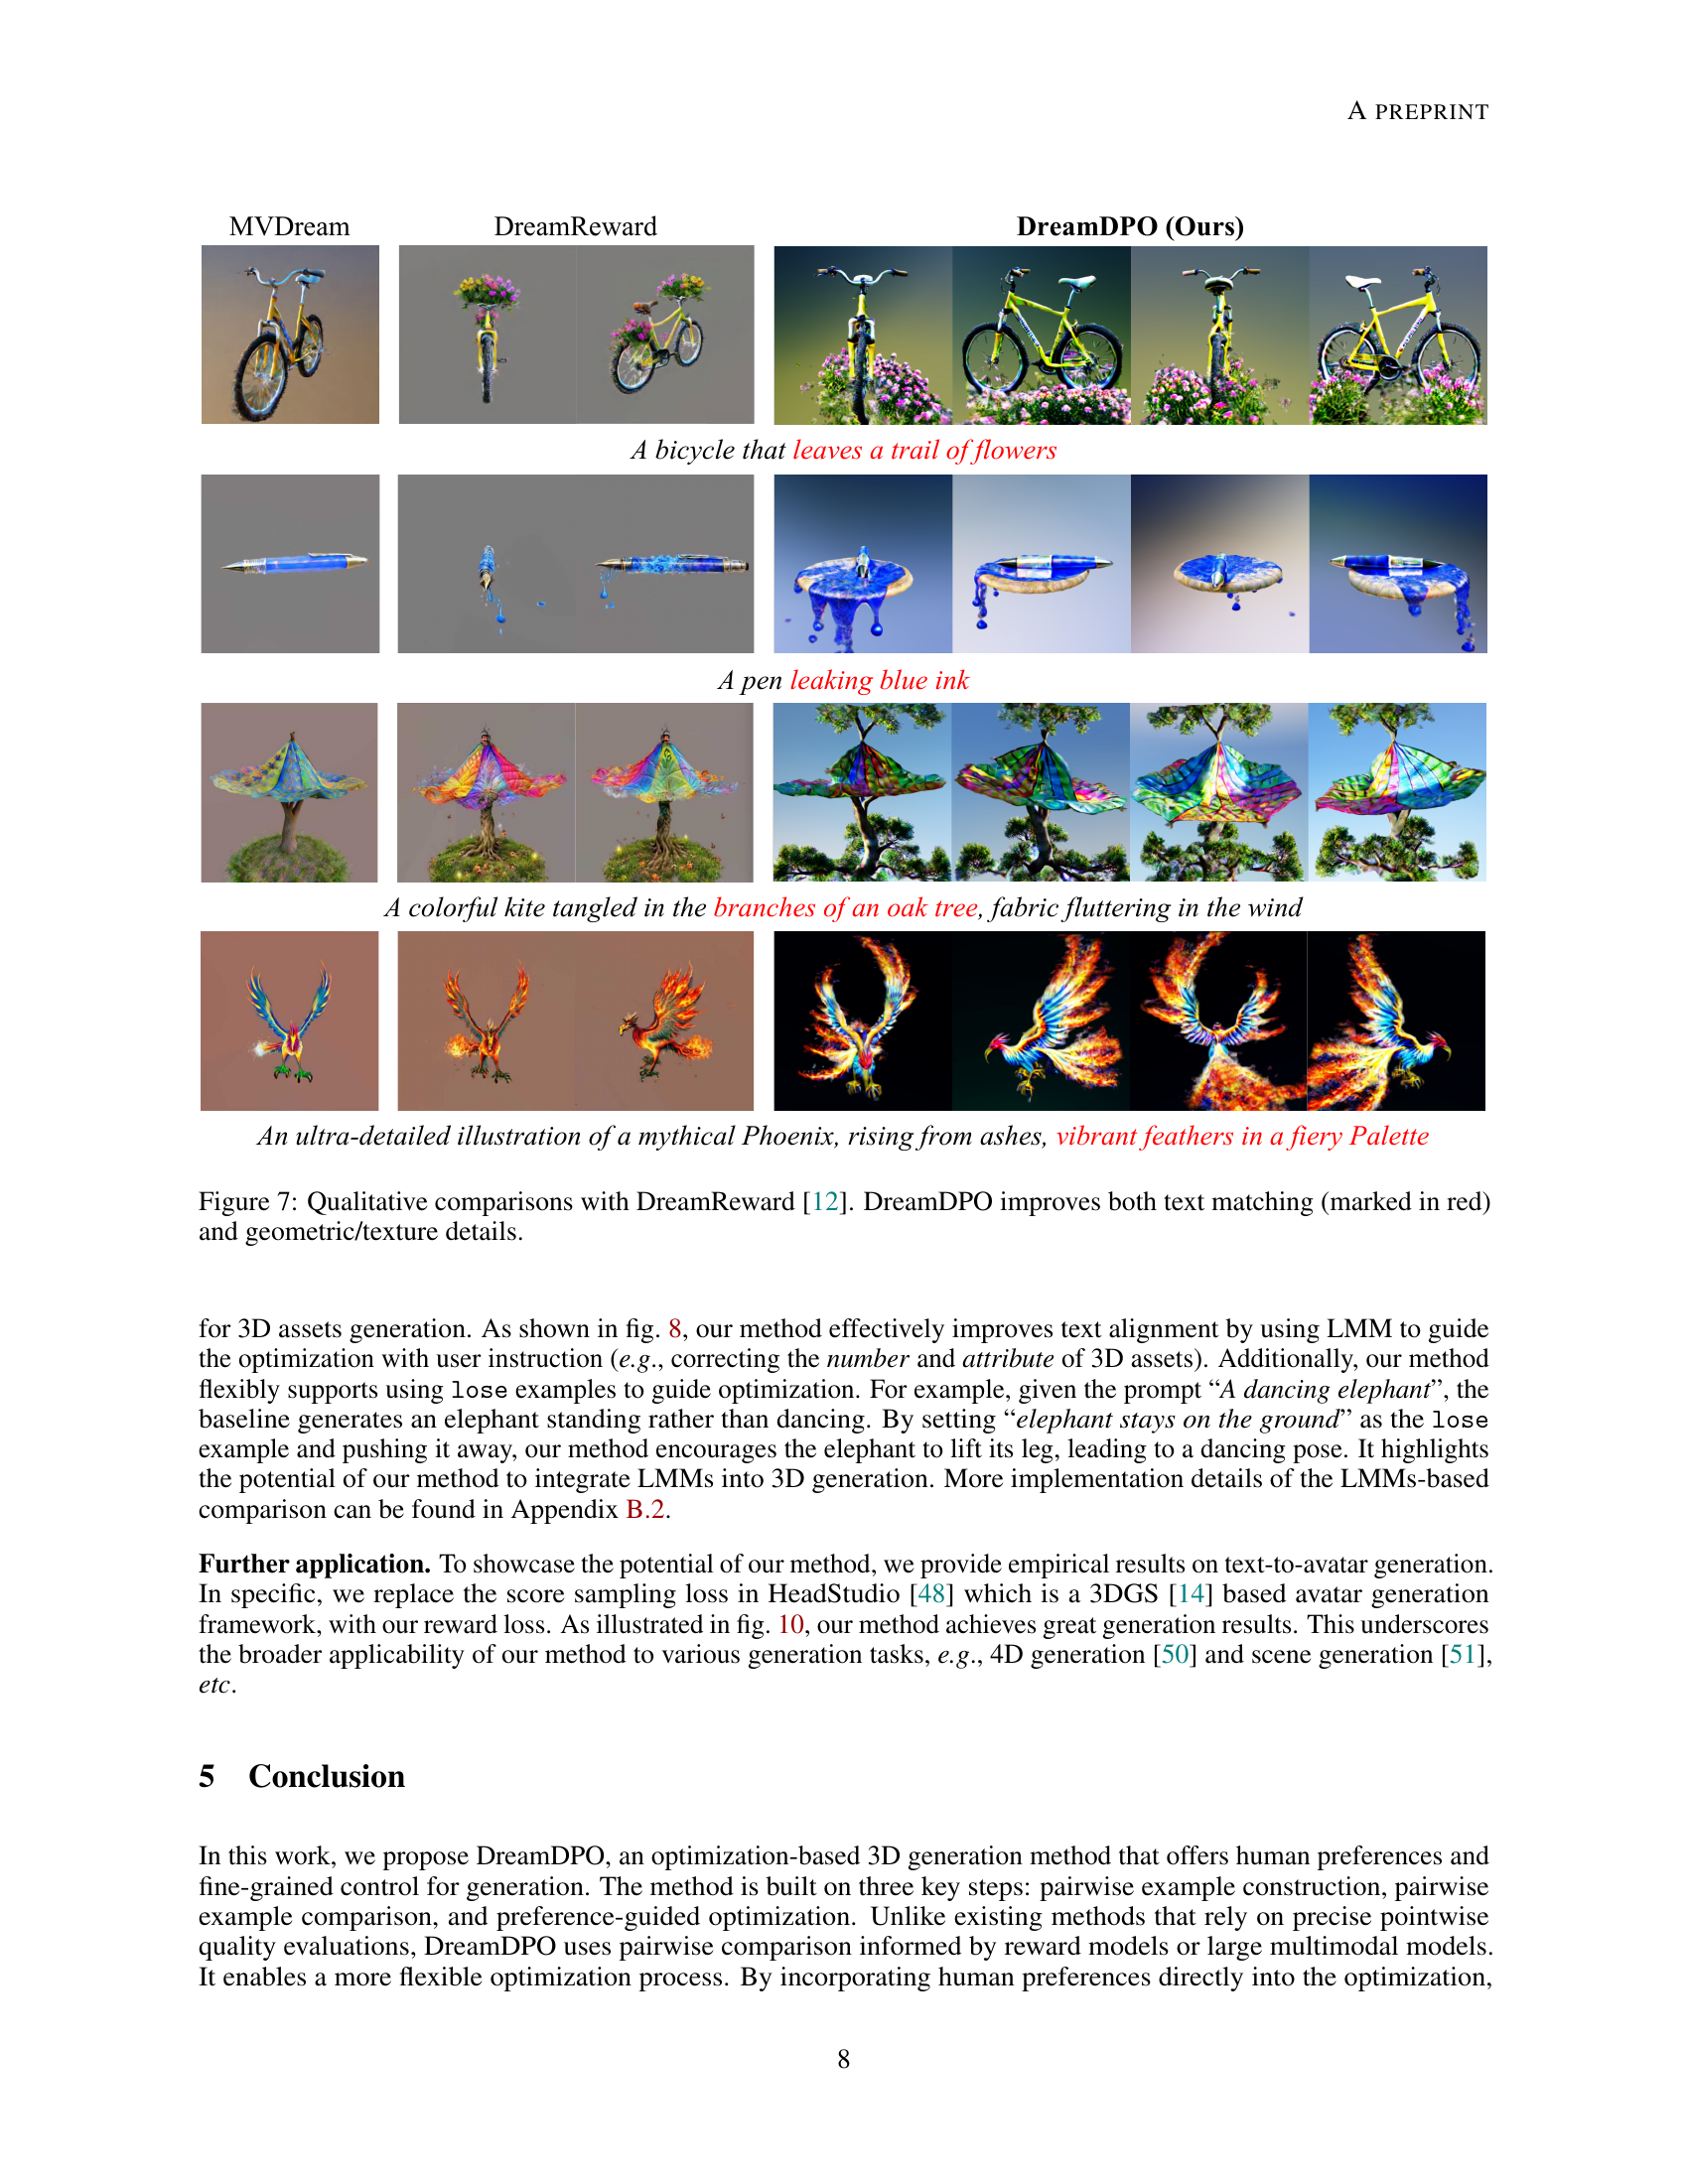 A PREPRINT
MVDream DreamReward DreamDPO (Ours)
A bicycle that leaves a trail of flowers
A pen leaking blue ink
A colorful kite tangled in the branches of an oak tree, fabric fluttering in the wind
An ultra-detailed illustration of a mythical Phoenix, rising from ashes, vibrant feathers in a fiery Palette
Figure 7: Qualitative comparisons with DreamReward [12]. DreamDPO improves both text matching (marked in red)
and geometric/texture details.
for 3D assets generation. As shown in fig. 8, our method effectively improves text alignment by using LMM to guide
the optimization with user instruction (e.g., correcting the number and attribute of 3D assets). Additionally, our method
flexibly supports using lose examples to guide optimization. For example, given the prompt “A dancing elephant”, the
baseline generates an elephant standing rather than dancing. By setting “elephant stays on the ground” as the lose
example and pushing it away, our method encourages the elephant to lift its leg, leading to a dancing pose. It highlights
the potential of our method to integrate LMMs into 3D generation. More implementation details of the LMMs-based
comparison can be found in Appendix B.2.
Further application. To showcase the potential of our method, we provide empirical results on text-to-avatar generation.
In specific, we replace the score sampling loss in HeadStudio [48] which is a 3DGS [14] based avatar generation
framework, with our reward loss. As illustrated in fig. 10, our method achieves great generation results. This underscores
the broader applicability of our method to various generation tasks, e.g., 4D generation [50] and scene generation [51],
etc.
5 Conclusion
In this work, we propose DreamDPO, an optimization-based 3D generation method that offers human preferences and
fine-grained control for generation. The method is built on three key steps: pairwise example construction, pairwise
example comparison, and preference-guided optimization. Unlike existing methods that rely on precise pointwise
quality evaluations, DreamDPO uses pairwise comparison informed by reward models or large multimodal models.
It enables a more flexible optimization process. By incorporating human preferences directly into the optimization,
8